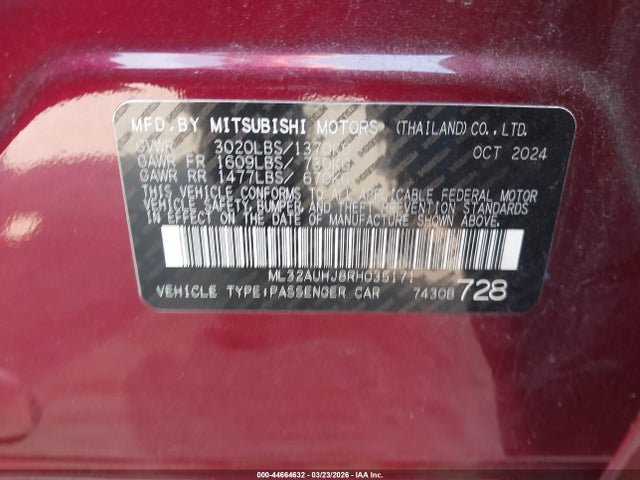 MFD.BY MITSUBISHI MOTORS (THAILAND) CO., LTD.
GVWR 3020LBS/1370KG OCT 2024
GAWR FR 1609LBS/ 730KG
GAWR RR 1477LBS/ 670KG
THIS VEHICLE CONFORMS TO ALL APPLICABLE FEDERAL MOTOR
VEHICLE SAFETY, BUMPER, AND THEFT PREVENTION STANDARDS
IN EFFECT ON THE DATE OF MANUFACTURE SHOWN ABOVE.
ML32AUHJ8RH035171
VEHICLE TYPE:PASSENGER CAR 7430B 728
000-44664632 | 03/23/2026 | IAA Inc.